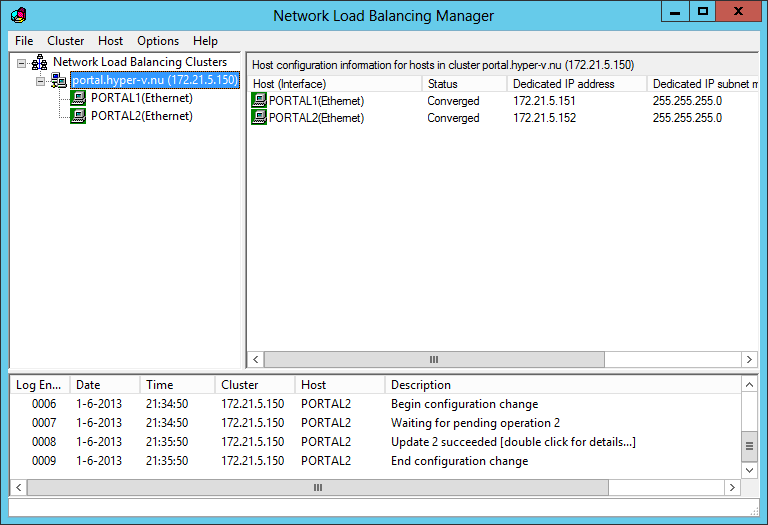 Network Load Balancing Manager
File Cluster Host Options Help
Network Load Balancing Clusters
portal.hyper-v.nu (172.21.5.150)
PORTAL1(Ethernet)
PORTAL2(Ethernet)
Host configuration information for hosts in cluster portal.hyper-v.nu (172.21.5.150)
Host (Interface) Status Dedicated IP address Dedicated IP subnet m
PORTAL1(Ethernet) Converged 172.21.5.151 255.255.255.0
PORTAL2(Ethernet) Converged 172.21.5.152 255.255.255.0
Log En... Date Time Cluster Host Description
0006 1-6-2013 21:34:50 172.21.5.150 PORTAL2 Begin configuration change
0007 1-6-2013 21:34:50 172.21.5.150 PORTAL2 Waiting for pending operation 2
0008 1-6-2013 21:35:50 172.21.5.150 PORTAL2 Update 2 succeeded [double click for details...]
0009 1-6-2013 21:35:50 172.21.5.150 PORTAL2 End configuration change